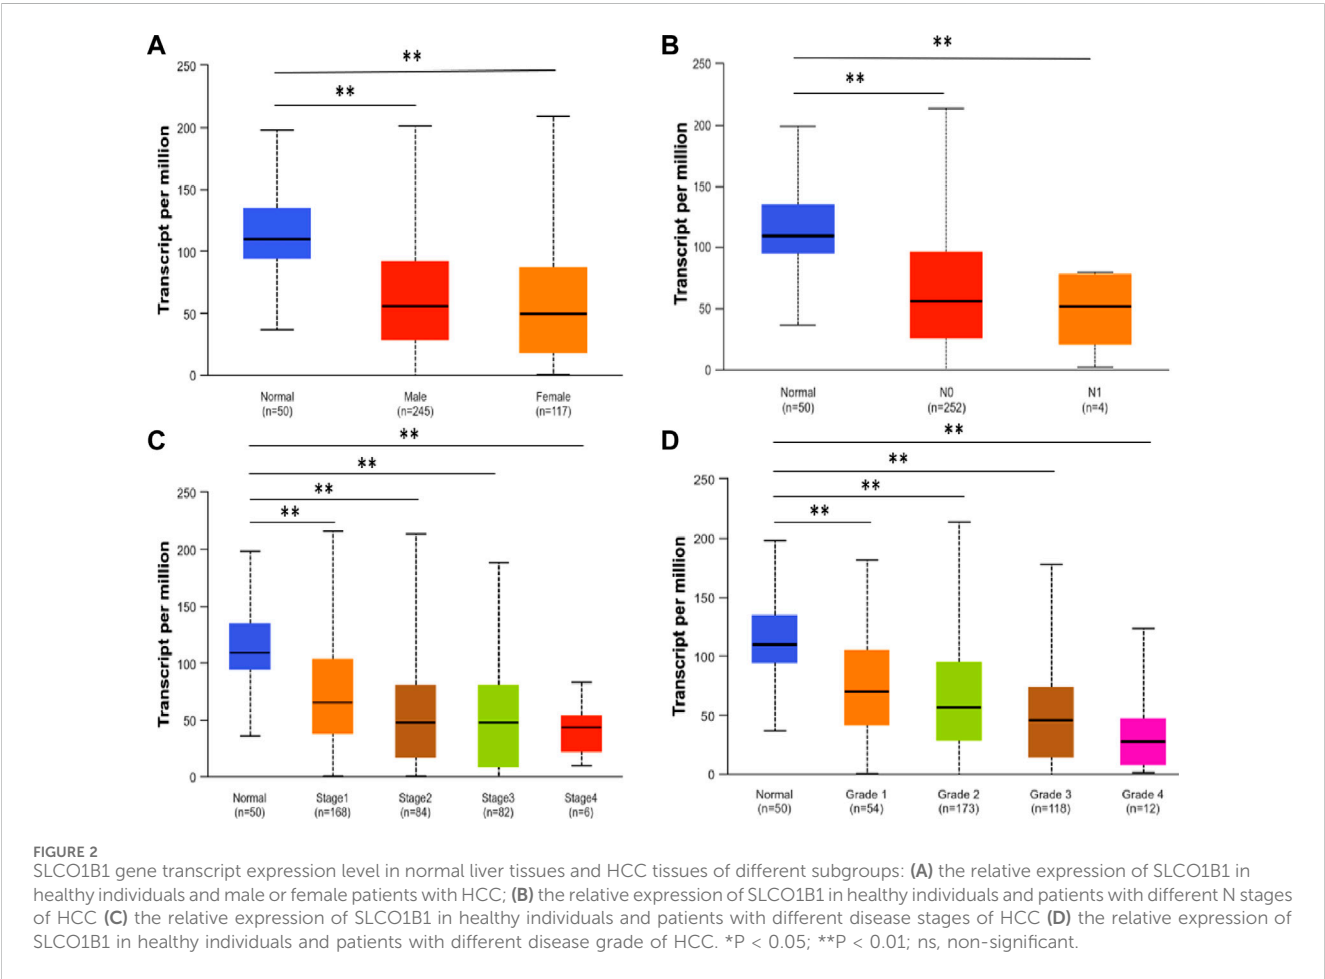 A
**
**
250
200
150
100
50
0
Transcript per million
Normal
(n=50)
Male
(n=245)
Female
(n=117)
B
**
**
250
200
150
100
50
0
Transcript per million
Normal
(n=50)
N0
(n=252)
N1
(n=4)
C
**
**
**
**
250
200
150
100
50
0
Transcript per million
Normal
(n=50)
Stage1
(n=168)
Stage2
(n=84)
Stage3
(n=82)
Stage4
(n=6)
D
**
**
**
**
250
200
150
100
50
0
Transcript per million
Normal
(n=50)
Grade 1
(n=54)
Grade 2
(n=173)
Grade 3
(n=118)
Grade 4
(n=12)
FIGURE 2
SLCO1B1 gene transcript expression level in normal liver tissues and HCC tissues of different subgroups: (A) the relative expression of SLCO1B1 in
healthy individuals and male or female patients with HCC; (B) the relative expression of SLCO1B1 in healthy individuals and patients with different N stages
of HCC (C) the relative expression of SLCO1B1 in healthy individuals and patients with different disease stages of HCC (D) the relative expression of
SLCO1B1 in healthy individuals and patients with different disease grade of HCC. *P < 0.05; **P < 0.01; ns, non-significant.